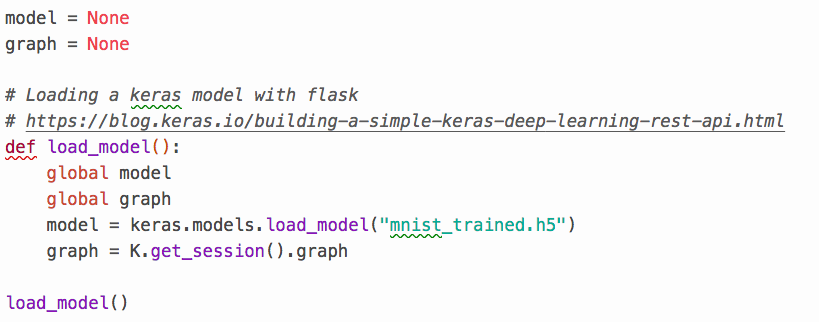 model = None
graph = None

# Loading a keras model with flask
# https://blog.keras.io/building-a-simple-keras-deep-learning-rest-api.html
def load_model():
    global model
    global graph
    model = keras.models.load_model("mnist_trained.h5")
    graph = K.get_session().graph

load_model()